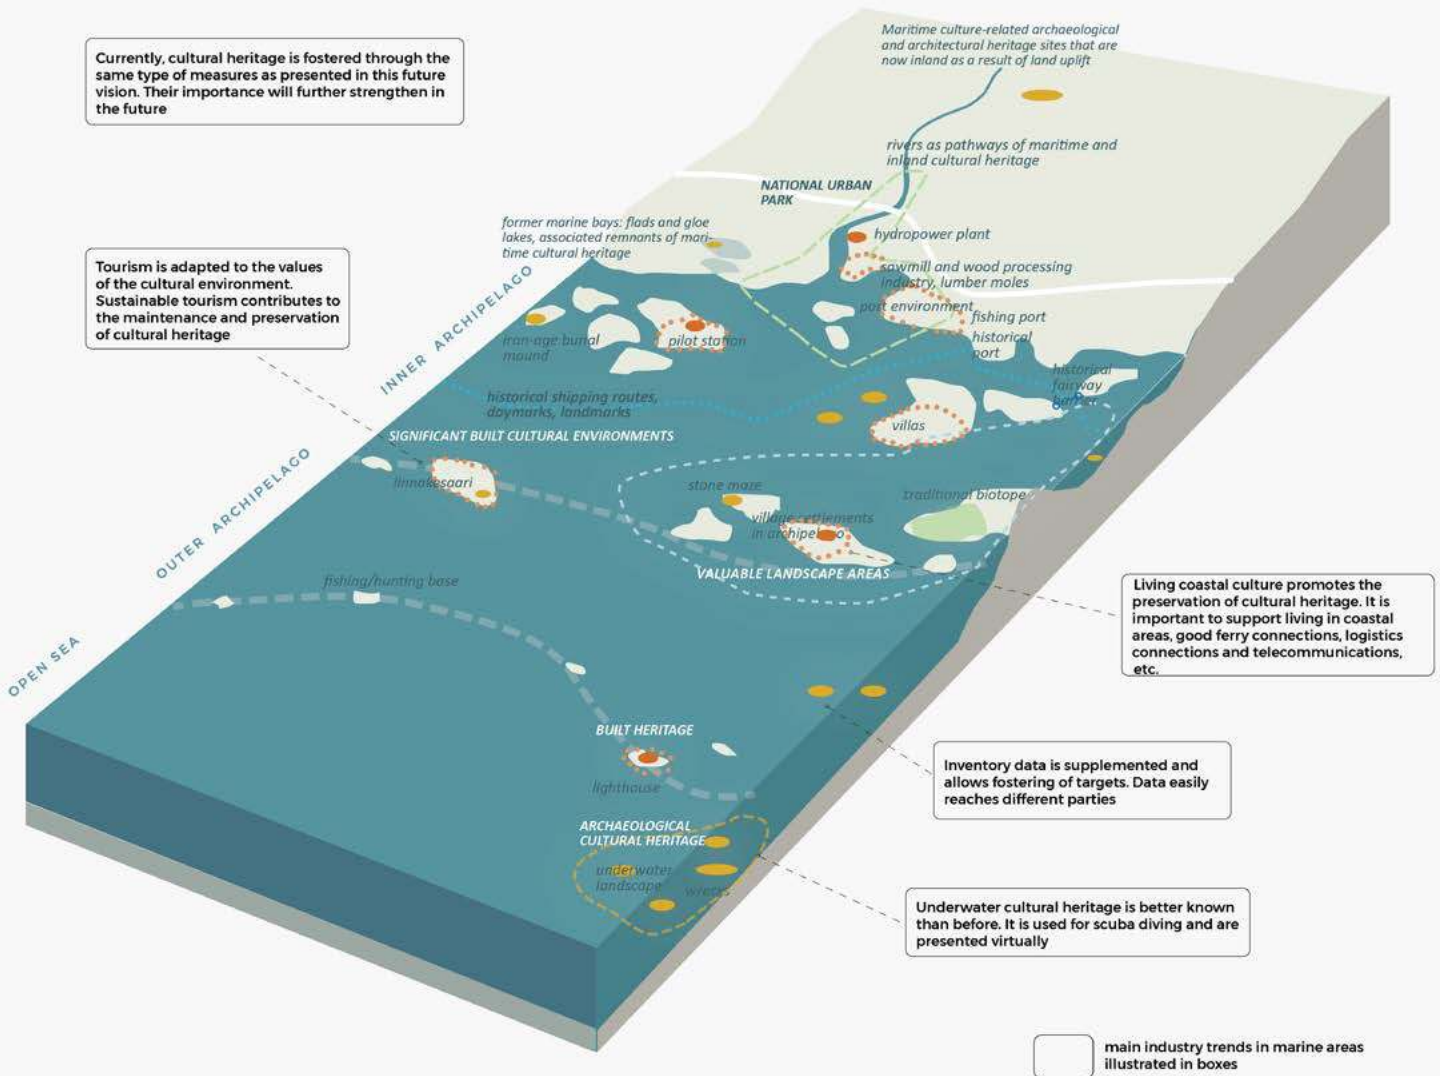 Maritime culture-related archaeological
and architectural heritage sites that are
now inland as a result of land uplift
Currently, cultural heritage is fostered through the
same type of measures as presented in this future
vision. Their importance will further strengthen in
the future
rivers as pathways of maritime and
inland cultural heritage
NATIONAL URBAN
PARK
former marine bays: flads and gloe
lakes, associated remnants of mari-
time cultural heritage
hydropower plant
sawmill and wood processing
industry, lumber moles
Tourism is adapted to the values
of the cultural environment.
Sustainable tourism contributes to
the maintenance and preservation
of cultural heritage
INNER ARCHIPELAGO
port environment
fishing port
iron-age burial
mound
pilot station
historical
port
historical
fairway
harbor
historical shipping routes,
daymarks, landmarks
villas
SIGNIFICANT BUILT CULTURAL ENVIRONMENTS
OUTER ARCHIPELAGO
linnakesaari
stone maze
traditional biotope
village settlements
in archipelago
VALUABLE LANDSCAPE AREAS
fishing/hunting base
Living coastal culture promotes the
preservation of cultural heritage. It is
important to support living in coastal
areas, good ferry connections, logistics
connections and telecommunications,
etc.
OPEN SEA
BUILT HERITAGE
lighthouse
Inventory data is supplemented and
allows fostering of targets. Data easily
reaches different parties
ARCHAEOLOGICAL
CULTURAL HERITAGE
underwater
landscape
wrecks
Underwater cultural heritage is better known
than before. It is used for scuba diving and are
presented virtually
main industry trends in marine areas
illustrated in boxes